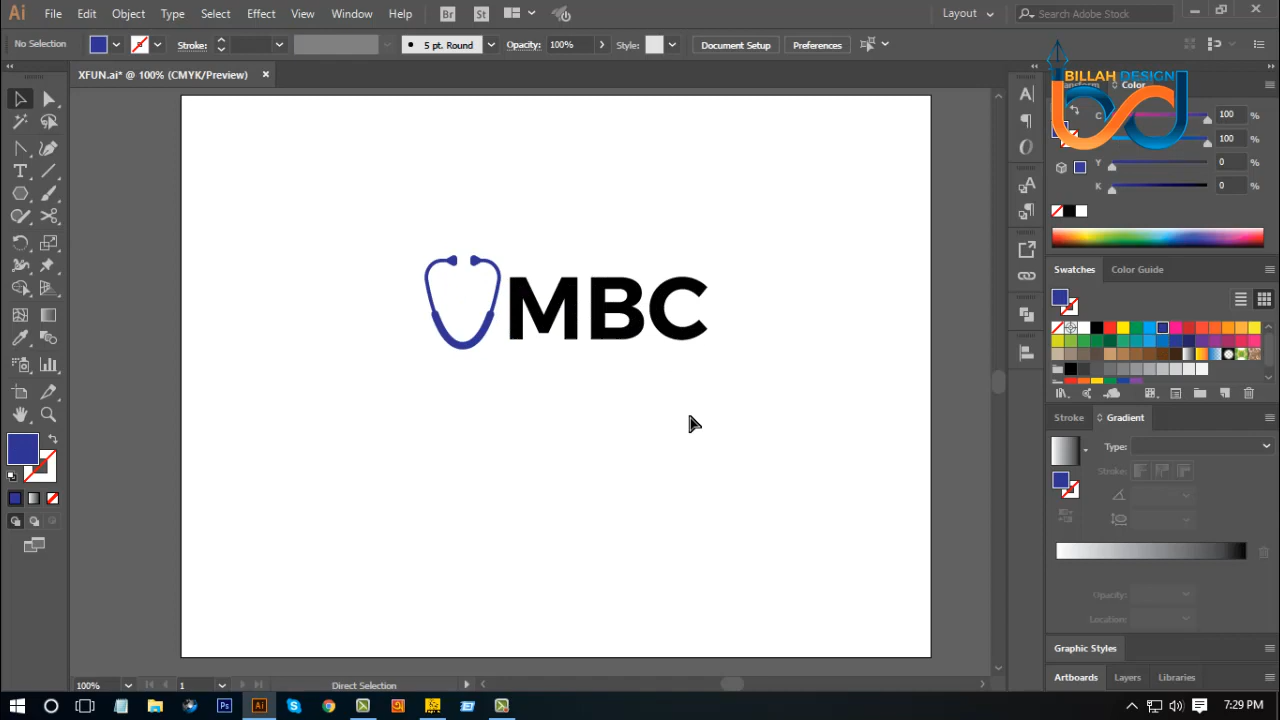 Ai File Edit Object Type Select Effect View Window Help Br St Layout Search Adobe Stock
No Selection Stroke: 5 pt. Round Opacity: 100% Style: Document Setup Preferences
XFUN.ai* @ 100% (CMYK/Preview)
BILLAH DESIGN
Transform Color
C 100 %
100 %
Y 0 %
K 0 %
Swatches Color Guide
MBC
Stroke Gradient
Type:
Stroke:
Opacity:
Location:
Graphic Styles
Artboards Layers Libraries
100% 1 Direct Selection
Ps Ai 7:29 PM